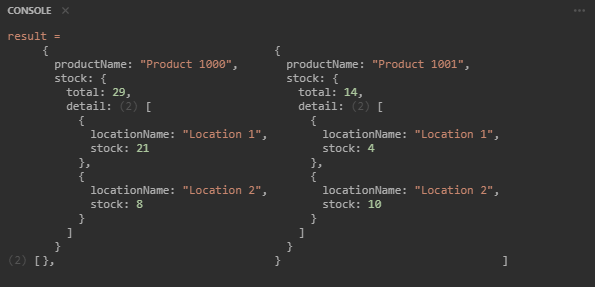 CONSOLE × ···
result =
{ {
productName: "Product 1000", productName: "Product 1001",
stock: { stock: {
total: 29, total: 14,
detail: (2) [ detail: (2) [
{ {
locationName: "Location 1", locationName: "Location 1",
stock: 21 stock: 4
}, },
{ {
locationName: "Location 2", locationName: "Location 2",
stock: 8 stock: 10
} }
] ]
} }
(2) [}, } ]